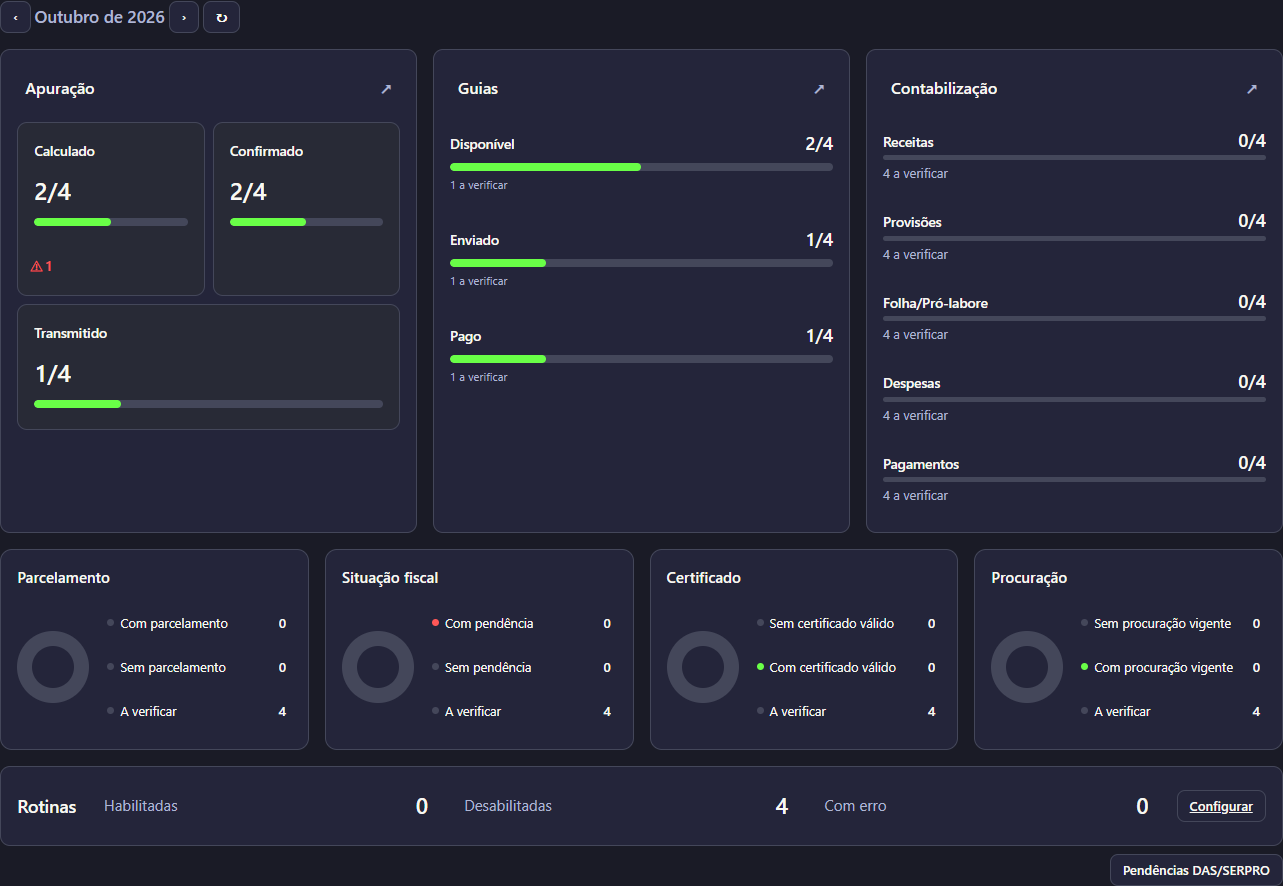 ‹ Outubro de 2026 › ↻
Apuração ↗
Calculado
2/4
⚠ 1
Confirmado
2/4
Transmitido
1/4
Guias ↗
Disponível 2/4
1 a verificar
Enviado 1/4
1 a verificar
Pago 1/4
1 a verificar
Contabilização ↗
Receitas 0/4
4 a verificar
Provisões 0/4
4 a verificar
Folha/Pró-labore 0/4
4 a verificar
Despesas 0/4
4 a verificar
Pagamentos 0/4
4 a verificar
Parcelamento
Com parcelamento 0
Sem parcelamento 0
A verificar 4
Situação fiscal
Com pendência 0
Sem pendência 0
A verificar 4
Certificado
Sem certificado válido 0
Com certificado válido 0
A verificar 4
Procuração
Sem procuração vigente 0
Com procuração vigente 0
A verificar 4
Rotinas Habilitadas 0 Desabilitadas 4 Com erro 0 Configurar
Pendências DAS/SERPRO